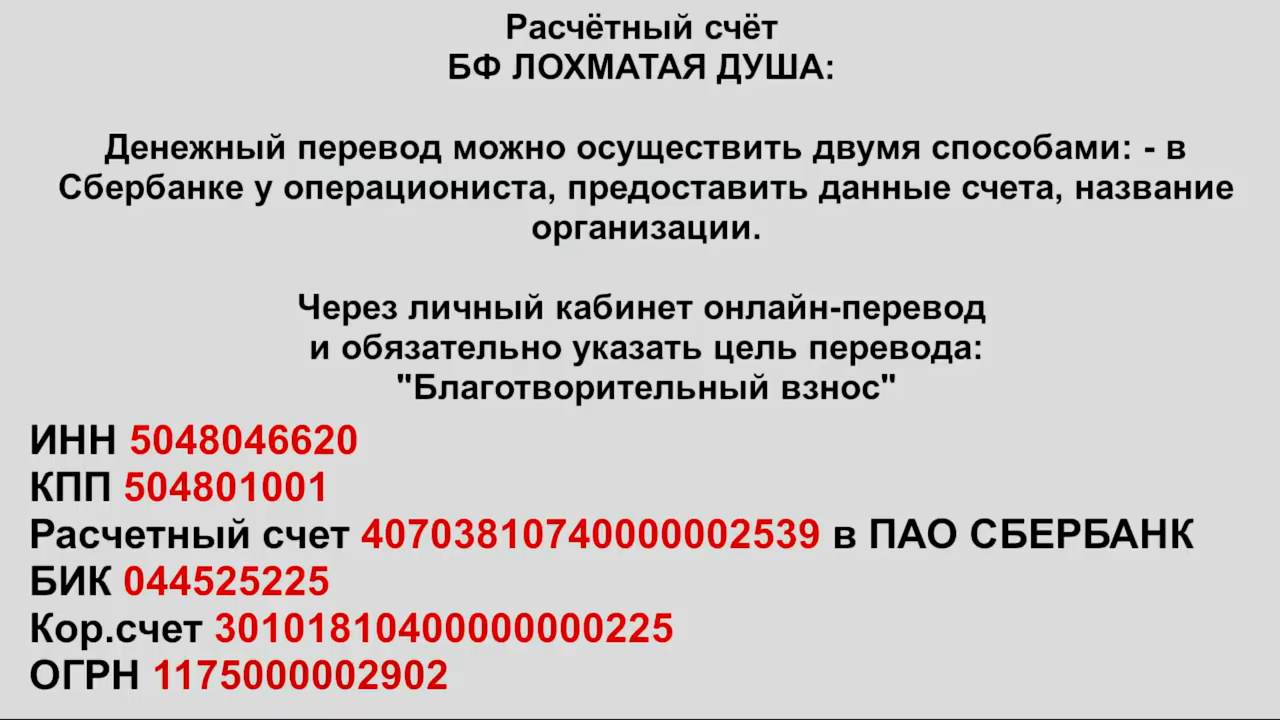 Расчётный счёт
БФ ЛОХМАТАЯ ДУША:
Денежный перевод можно осуществить двумя способами: - в
Сбербанке у операциониста, предоставить данные счета, название
организации.
Через личный кабинет онлайн-перевод
и обязательно указать цель перевода:
"Благотворительный взнос"
ИНН 5048046620
КПП 504801001
Расчетный счет 40703810740000002539 в ПАО СБЕРБАНК
БИК 044525225
Кор.счет 30101810400000000225
ОГРН 1175000002902